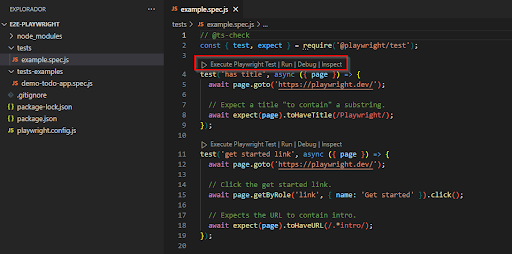 EXPLORADOR
E2E-PLAYWRIGHT
node_modules
tests
example.spec.js
tests-examples
demo-todo-app.spec.js
.gitignore
package-lock.json
package.json
playwright.config.js
example.spec.js
tests > example.spec.js > ...
1 // @ts-check
2 const { test, expect } = require('@playwright/test');
3
Execute Playwright Test | Run | Debug | Inspect
4 test('has title', async ({ page }) => {
5 await page.goto('https://playwright.dev/');
6
7 // Expect a title "to contain" a substring.
8 await expect(page).toHaveTitle(/Playwright/);
9 });
10
Execute Playwright Test | Run | Debug | Inspect
11 test('get started link', async ({ page }) => {
12 await page.goto('https://playwright.dev/');
13
14 // Click the get started link.
15 await page.getByRole('link', { name: 'Get started' }).click();
16
17 // Expects the URL to contain intro.
18 await expect(page).toHaveURL(/.*intro/);
19 });
20